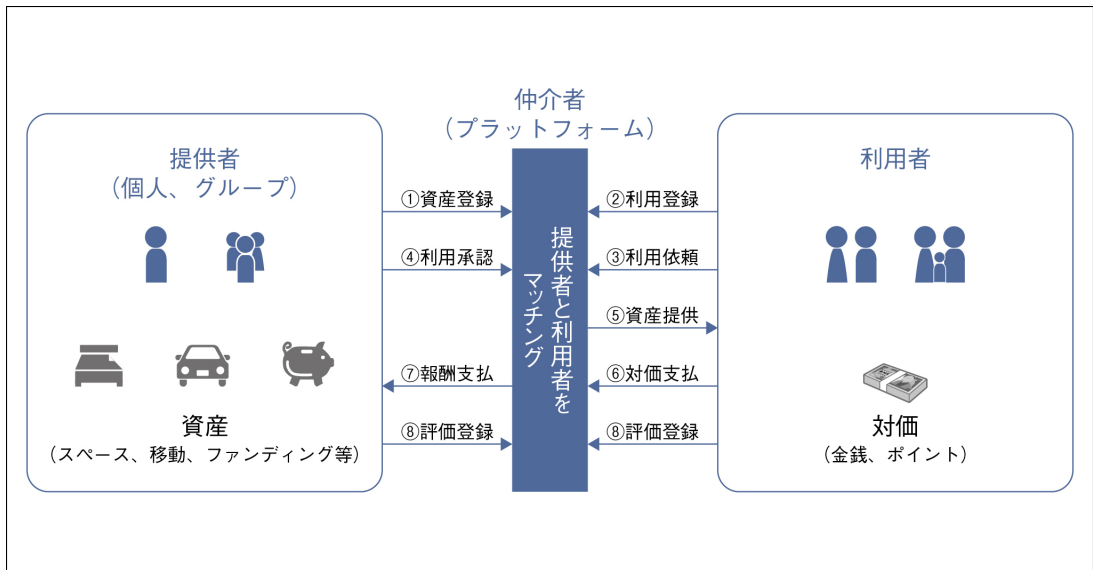 仲介者
（プラットフォーム）
提供者
（個人、グループ）
資産
（スペース、移動、ファンディング等）
①資産登録
④利用承認
⑦報酬支払
⑧評価登録
提供者と利用者を
マッチング
②利用登録
③利用依頼
⑤資産提供
⑥対価支払
⑧評価登録
利用者
対価
（金銭、ポイント）